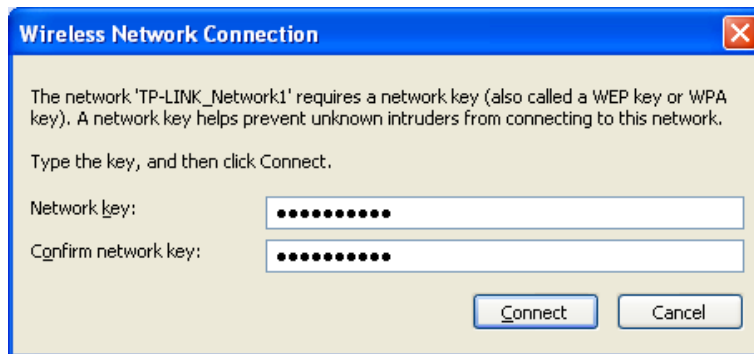 Wireless Network Connection
The network 'TP-LINK_Network1' requires a network key (also called a WEP key or WPA
key). A network key helps prevent unknown intruders from connecting to this network.
Type the key, and then click Connect.
Network key: ●●●●●●●●●●
Confirm network key: ●●●●●●●●●●
Connect Cancel